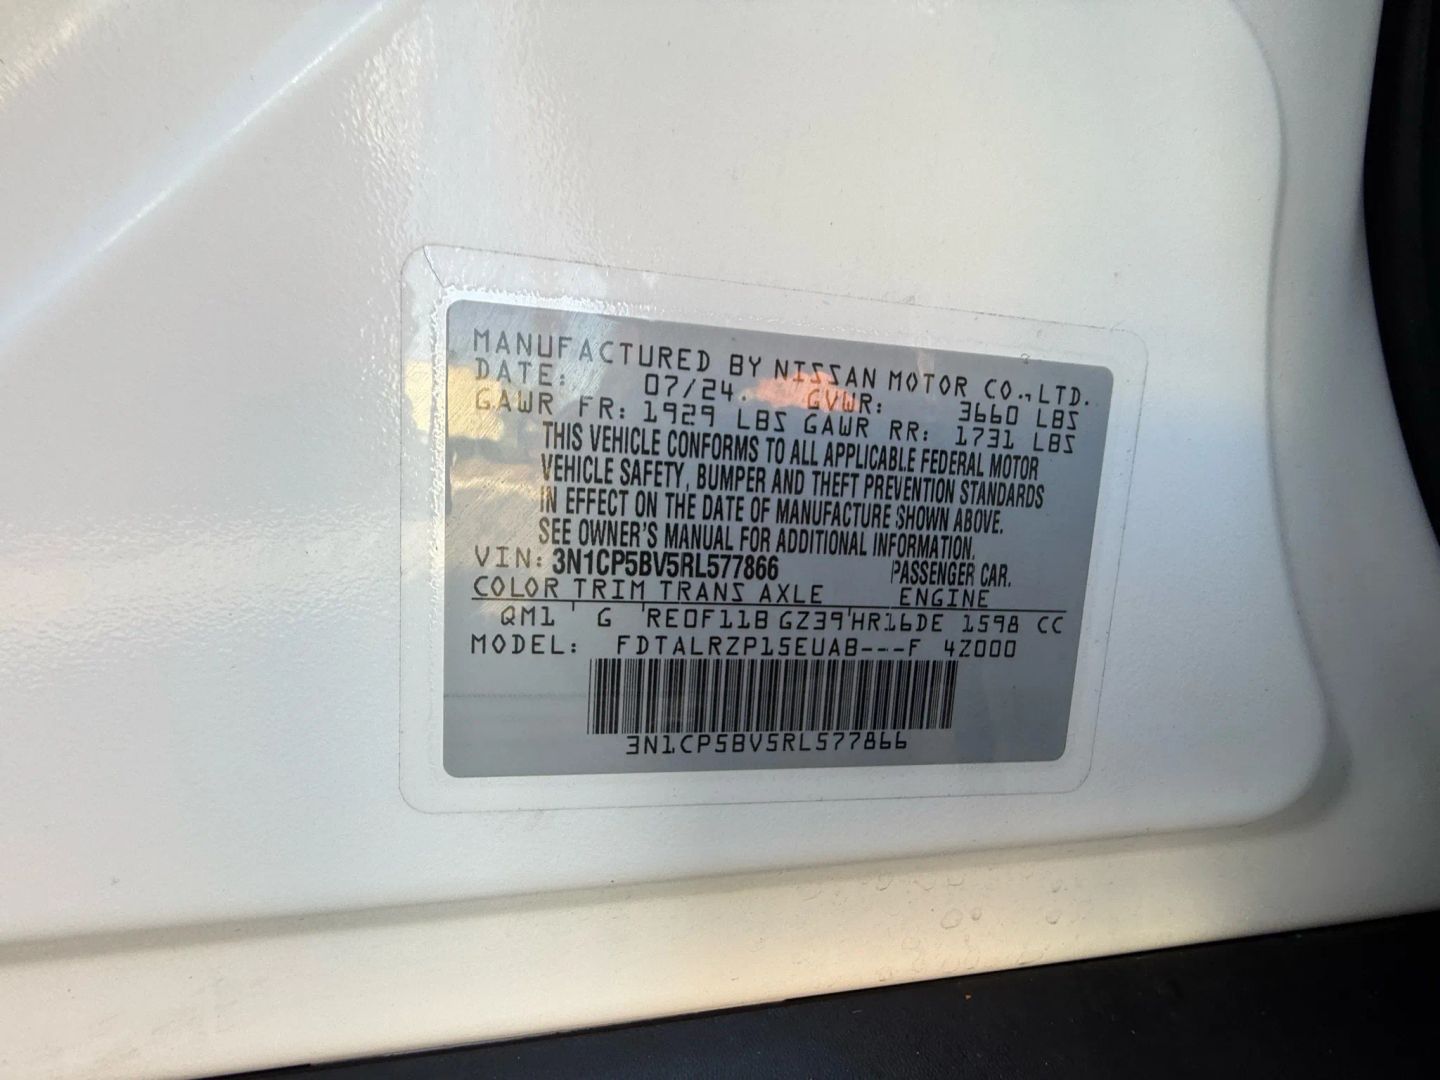 MANUFACTURED BY NISSAN MOTOR CO.,LTD.
DATE: 07/24. GVWR: 3660 LBS
GAWR FR: 1929 LBS GAWR RR: 1731 LBS
THIS VEHICLE CONFORMS TO ALL APPLICABLE FEDERAL MOTOR
VEHICLE SAFETY, BUMPER AND THEFT PREVENTION STANDARDS
IN EFFECT ON THE DATE OF MANUFACTURE SHOWN ABOVE.
SEE OWNER'S MANUAL FOR ADDITIONAL INFORMATION.
VIN: 3N1CP5BV5RL577866 PASSENGER CAR.
COLOR TRIM TRANS AXLE ENGINE
QM1 ' G 'RE0F11B GZ39'HR16DE 1598 CC
MODEL: FDTALRZP15EUAB---F 4Z000
3N1CP5BV5RL577866